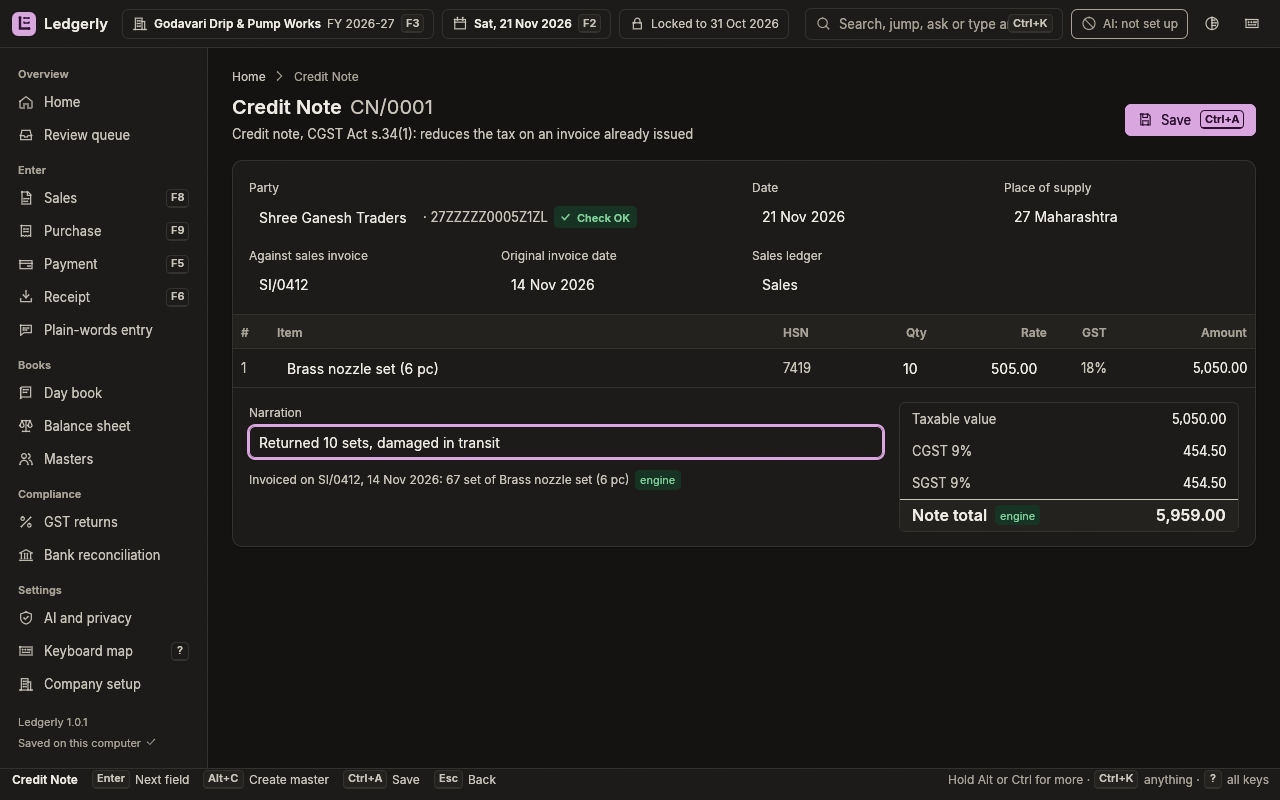 Ledgerly
Godavari Drip & Pump Works FY 2026-27 F3
Sat, 21 Nov 2026 F2
Locked to 31 Oct 2026
Search, jump, ask or type a Ctrl+K
AI: not set up
Overview
Home
Review queue
Enter
Sales F8
Purchase F9
Payment F5
Receipt F6
Plain-words entry
Books
Day book
Balance sheet
Masters
Compliance
GST returns
Bank reconciliation
Settings
AI and privacy
Keyboard map ?
Company setup
Ledgerly 1.0.1
Saved on this computer
Home > Credit Note
Credit Note CN/0001
Credit note, CGST Act s.34(1): reduces the tax on an invoice already issued
Save Ctrl+A
Party Date Place of supply
Shree Ganesh Traders · 27ZZZZZ0005Z1ZL Check OK 21 Nov 2026 27 Maharashtra
Against sales invoice Original invoice date Sales ledger
SI/0412 14 Nov 2026 Sales
# Item HSN Qty Rate GST Amount
1 Brass nozzle set (6 pc) 7419 10 505.00 18% 5,050.00
Narration
Returned 10 sets, damaged in transit
Invoiced on SI/0412, 14 Nov 2026: 67 set of Brass nozzle set (6 pc) engine
Taxable value 5,050.00
CGST 9% 454.50
SGST 9% 454.50
Note total engine 5,959.00
Credit Note Enter Next field Alt+C Create master Ctrl+A Save Esc Back
Hold Alt or Ctrl for more · Ctrl+K anything · ? all keys